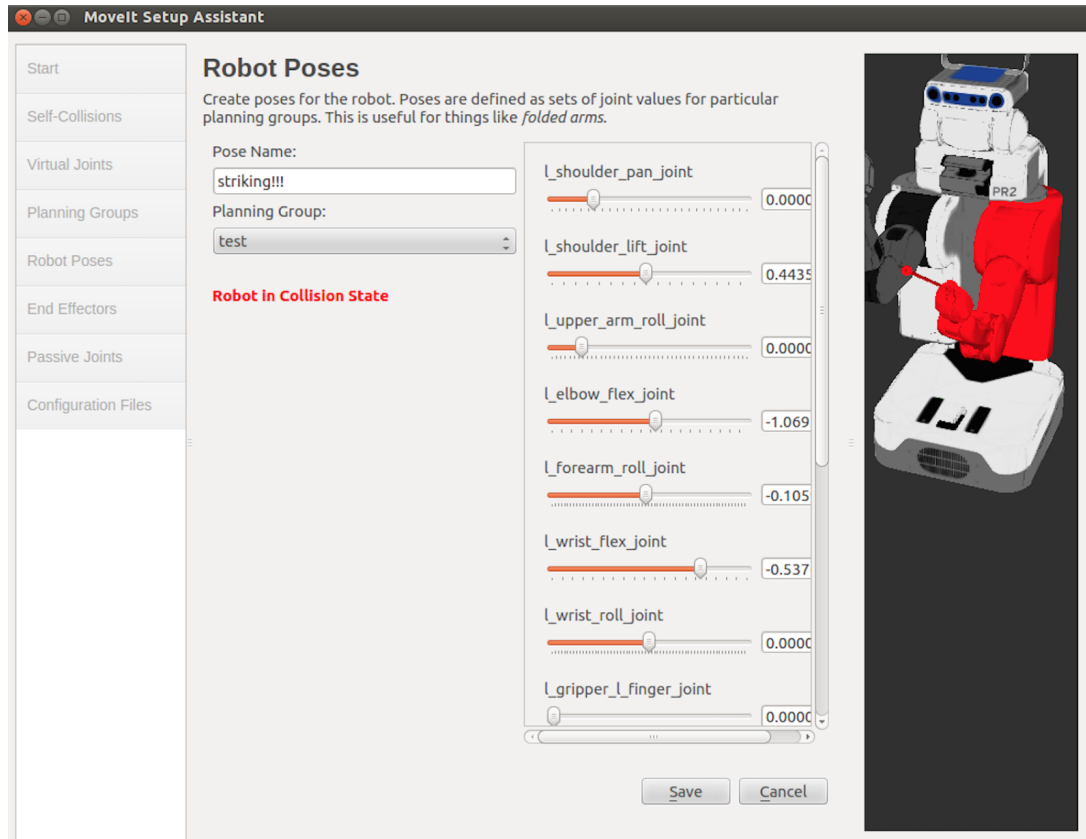 MoveIt Setup Assistant
Start
Self-Collisions
Virtual Joints
Planning Groups
Robot Poses
End Effectors
Passive Joints
Configuration Files
Robot Poses
Create poses for the robot. Poses are defined as sets of joint values for particular
planning groups. This is useful for things like folded arms.
Pose Name:
striking!!!
Planning Group:
test
Robot in Collision State
l_shoulder_pan_joint
0.0000
l_shoulder_lift_joint
0.4435
l_upper_arm_roll_joint
0.0000
l_elbow_flex_joint
-1.069
l_forearm_roll_joint
-0.105
l_wrist_flex_joint
-0.537
l_wrist_roll_joint
0.0000
l_gripper_l_finger_joint
0.0000
Save
Cancel
PR2